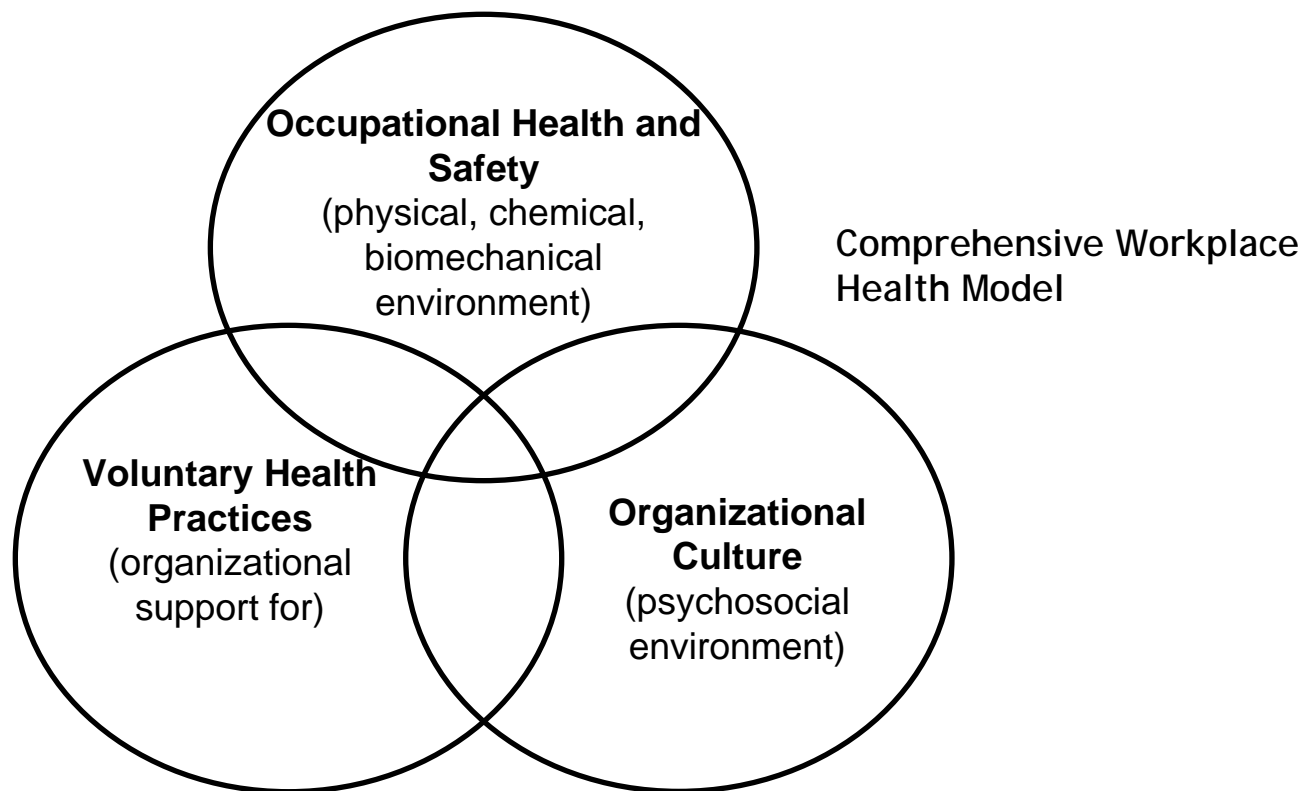 Occupational Health and
Safety
(physical, chemical,
biomechanical
environment)
Comprehensive Workplace
Health Model
Voluntary Health
Practices
(organizational
support for)
Organizational
Culture
(psychosocial
environment)